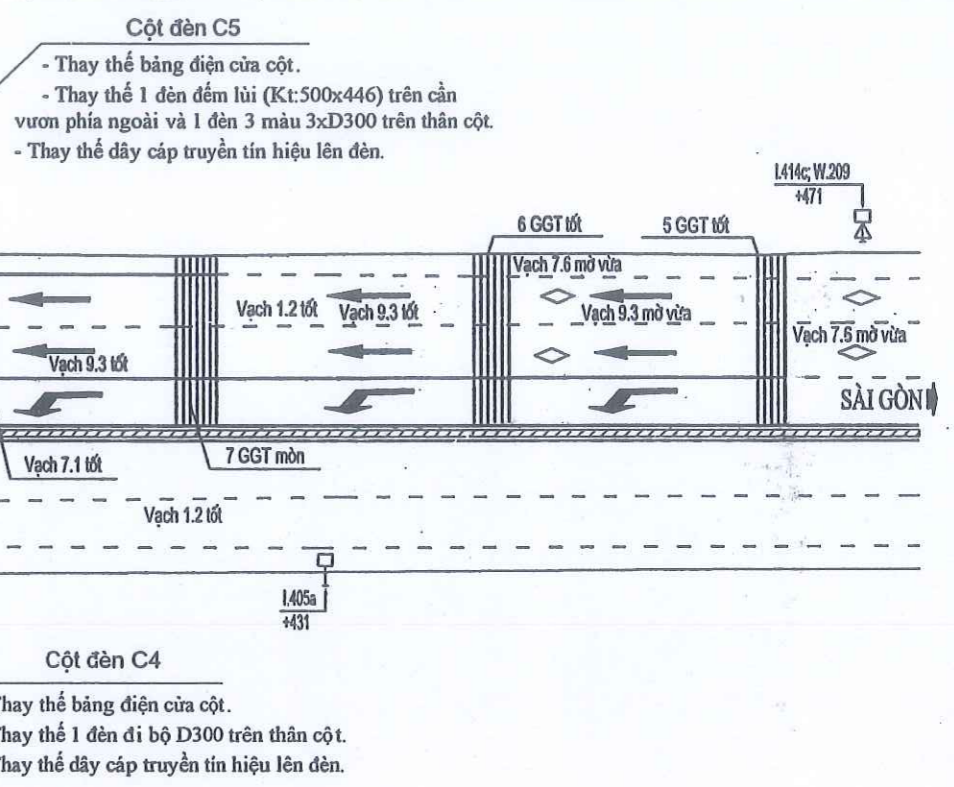 Cột đèn C5
- Thay thế bảng điện cửa cột.
- Thay thế 1 đèn đếm lùi (Kt:500x446) trên cần
vươn phía ngoài và 1 đèn 3 màu 3xD300 trên thân cột.
- Thay thế dây cáp truyền tín hiệu lên đèn.
I.414c; W.209
+471
6 GGT tốt
5 GGT tốt
Vạch 7.6 mờ vừa
Vạch 1.2 tốt
Vạch 9.3 tốt
Vạch 9.3 mờ vừa
Vạch 7.6 mờ vừa
Vạch 9.3 tốt
SÀI GÒN
Vạch 7.1 tốt
7 GGT mòn
Vạch 1.2 tốt
I.405a
+431
Cột đèn C4
hay thế bảng điện cửa cột.
hay thế 1 đèn đi bộ D300 trên thân cột.
hay thế dây cáp truyền tín hiệu lên đèn.